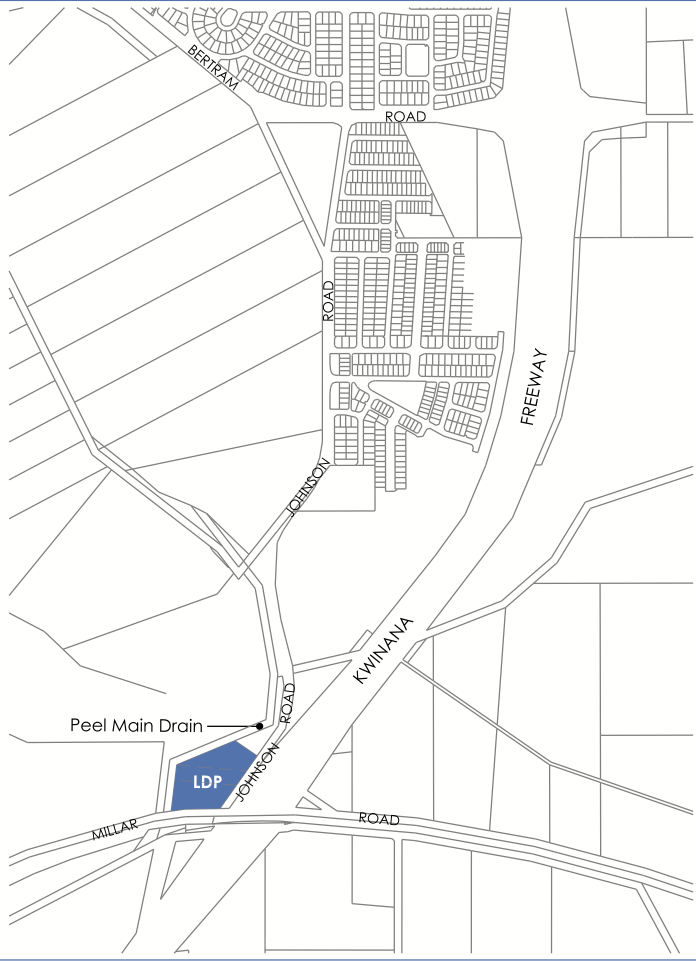 BERTRAM
ROAD
ROAD
FREEWAY
JOHNSON
KWINANA
ROAD
Peel Main Drain
JOHNSON
LDP
MILLAR
ROAD